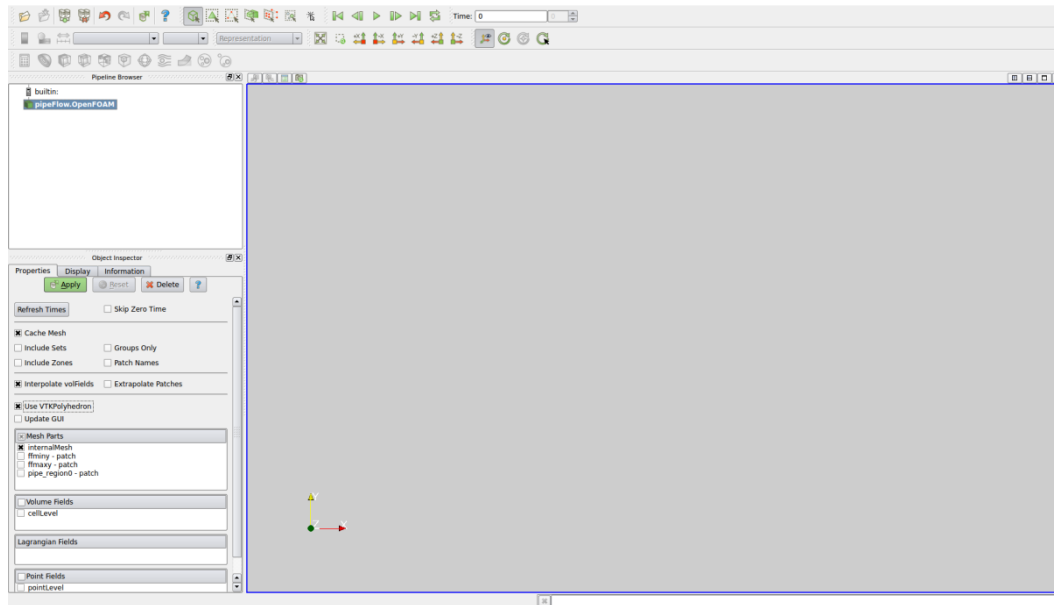 Time: 0
0
Representation
Pipeline Browser
builtin:
pipeFlow.OpenFOAM
Object Inspector
Properties Display Information
Apply Reset Delete ?
Refresh Times Skip Zero Time
Cache Mesh
Include Sets Groups Only
Include Zones Patch Names
Interpolate volFields Extrapolate Patches
Use VTKPolyhedron
Update GUI
Mesh Parts
internalMesh
ffminy - patch
ffmaxy - patch
pipe_region0 - patch
Volume Fields
cellLevel
Lagrangian Fields
Point Fields
pointLevel
Y
Z X